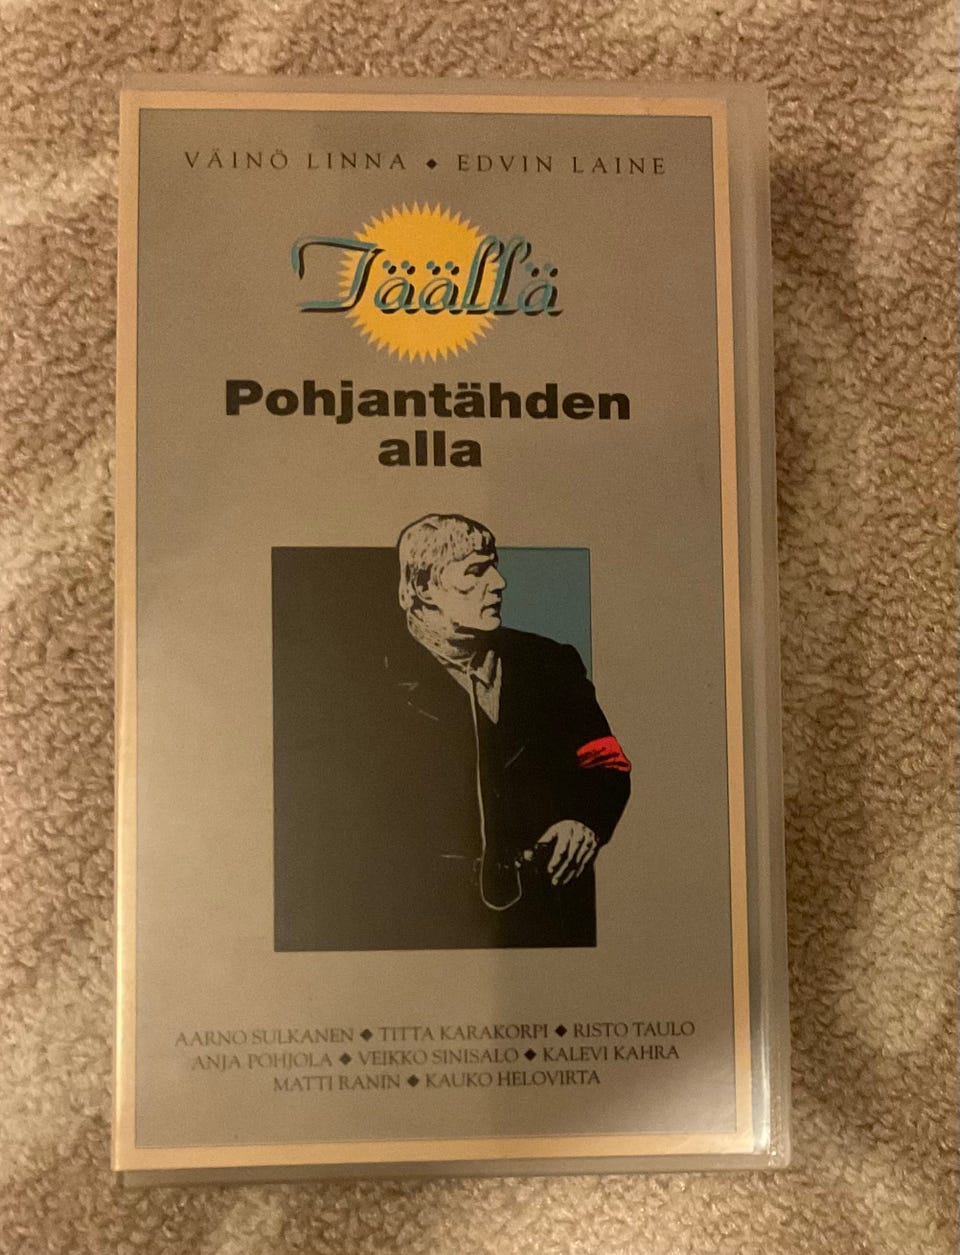 VÄINÖ LINNA ◆ EDVIN LAINE
Täällä
Pohjantähden
alla
AARNO SULKANEN ◆ TITTA KARAKORPI ◆ RISTO TAULO
ANJA POHJOLA ◆ VEIKKO SINISALO ◆ KALEVI KAHRA
MATTI RANIN ◆ KAUKO HELOVIRTA